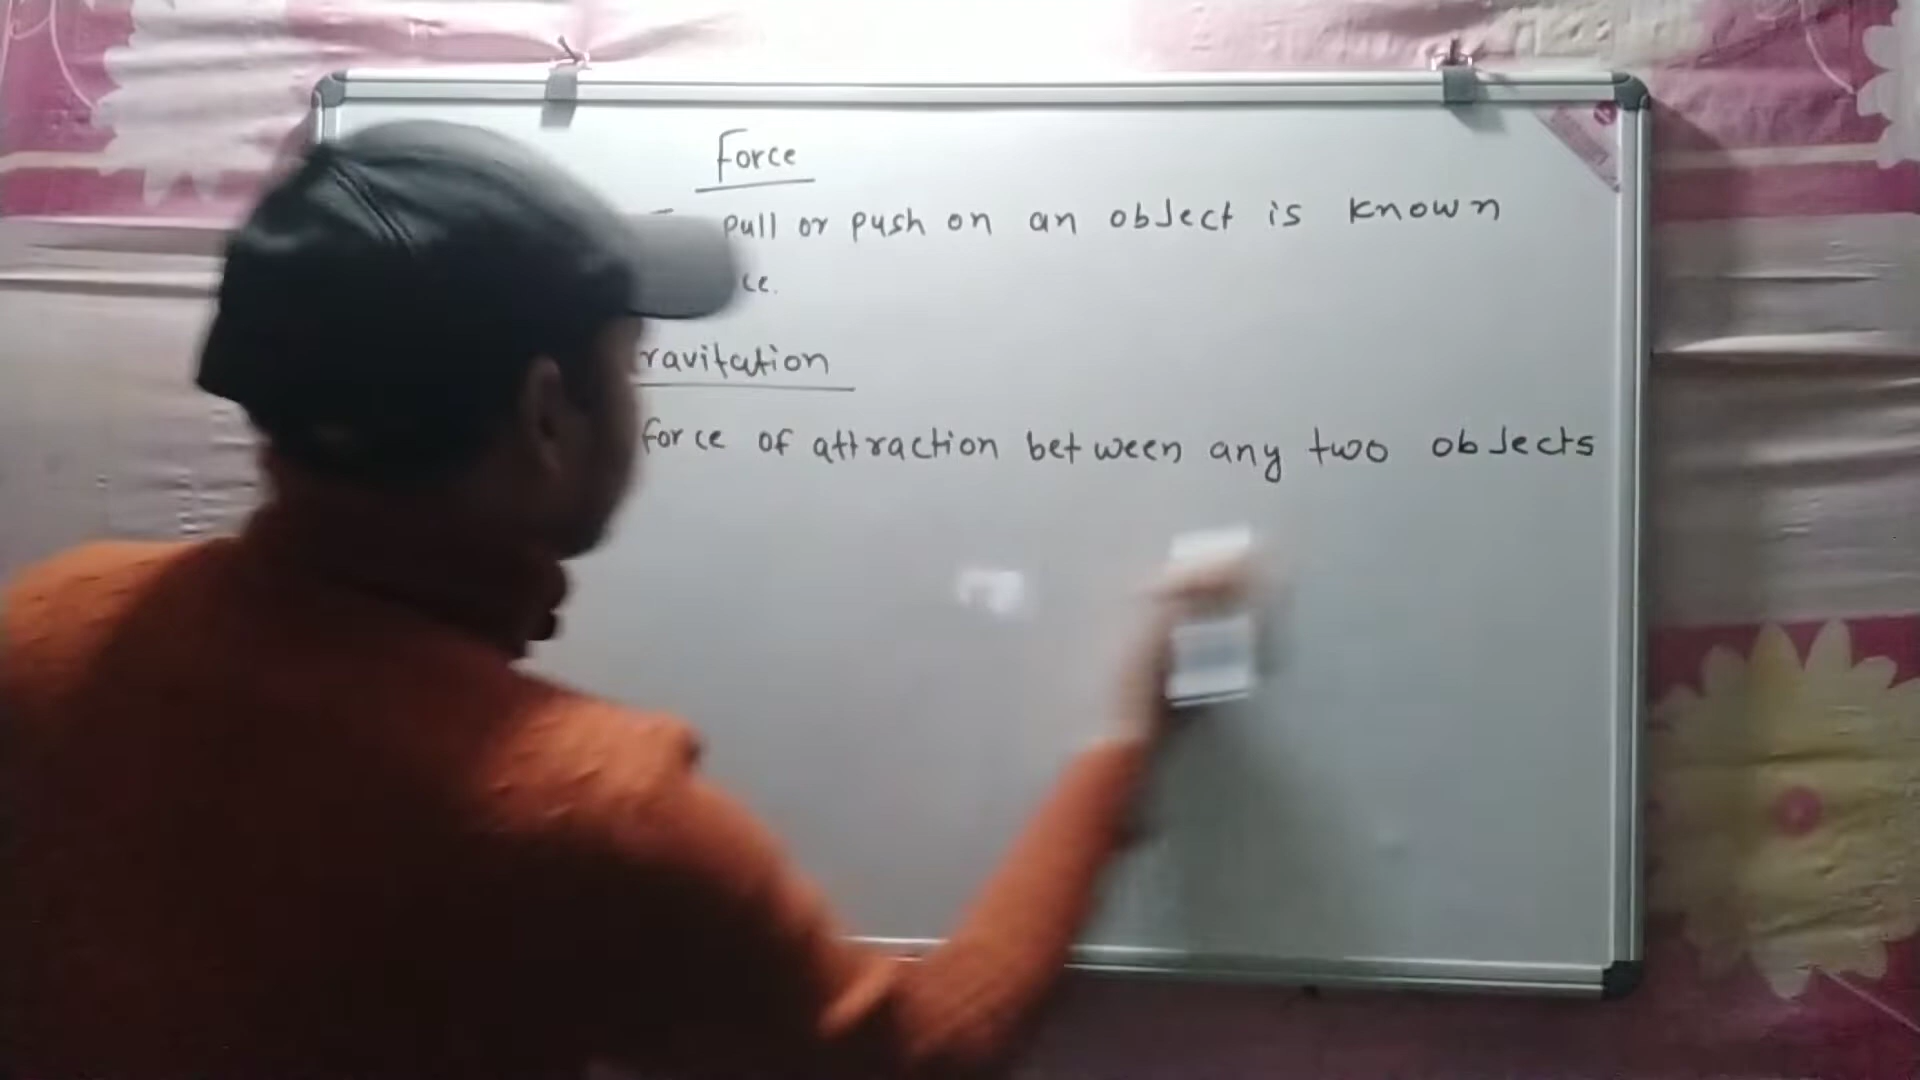 Force
pull or push on an object is known
ce.
ravitation
force of attraction between any two objects